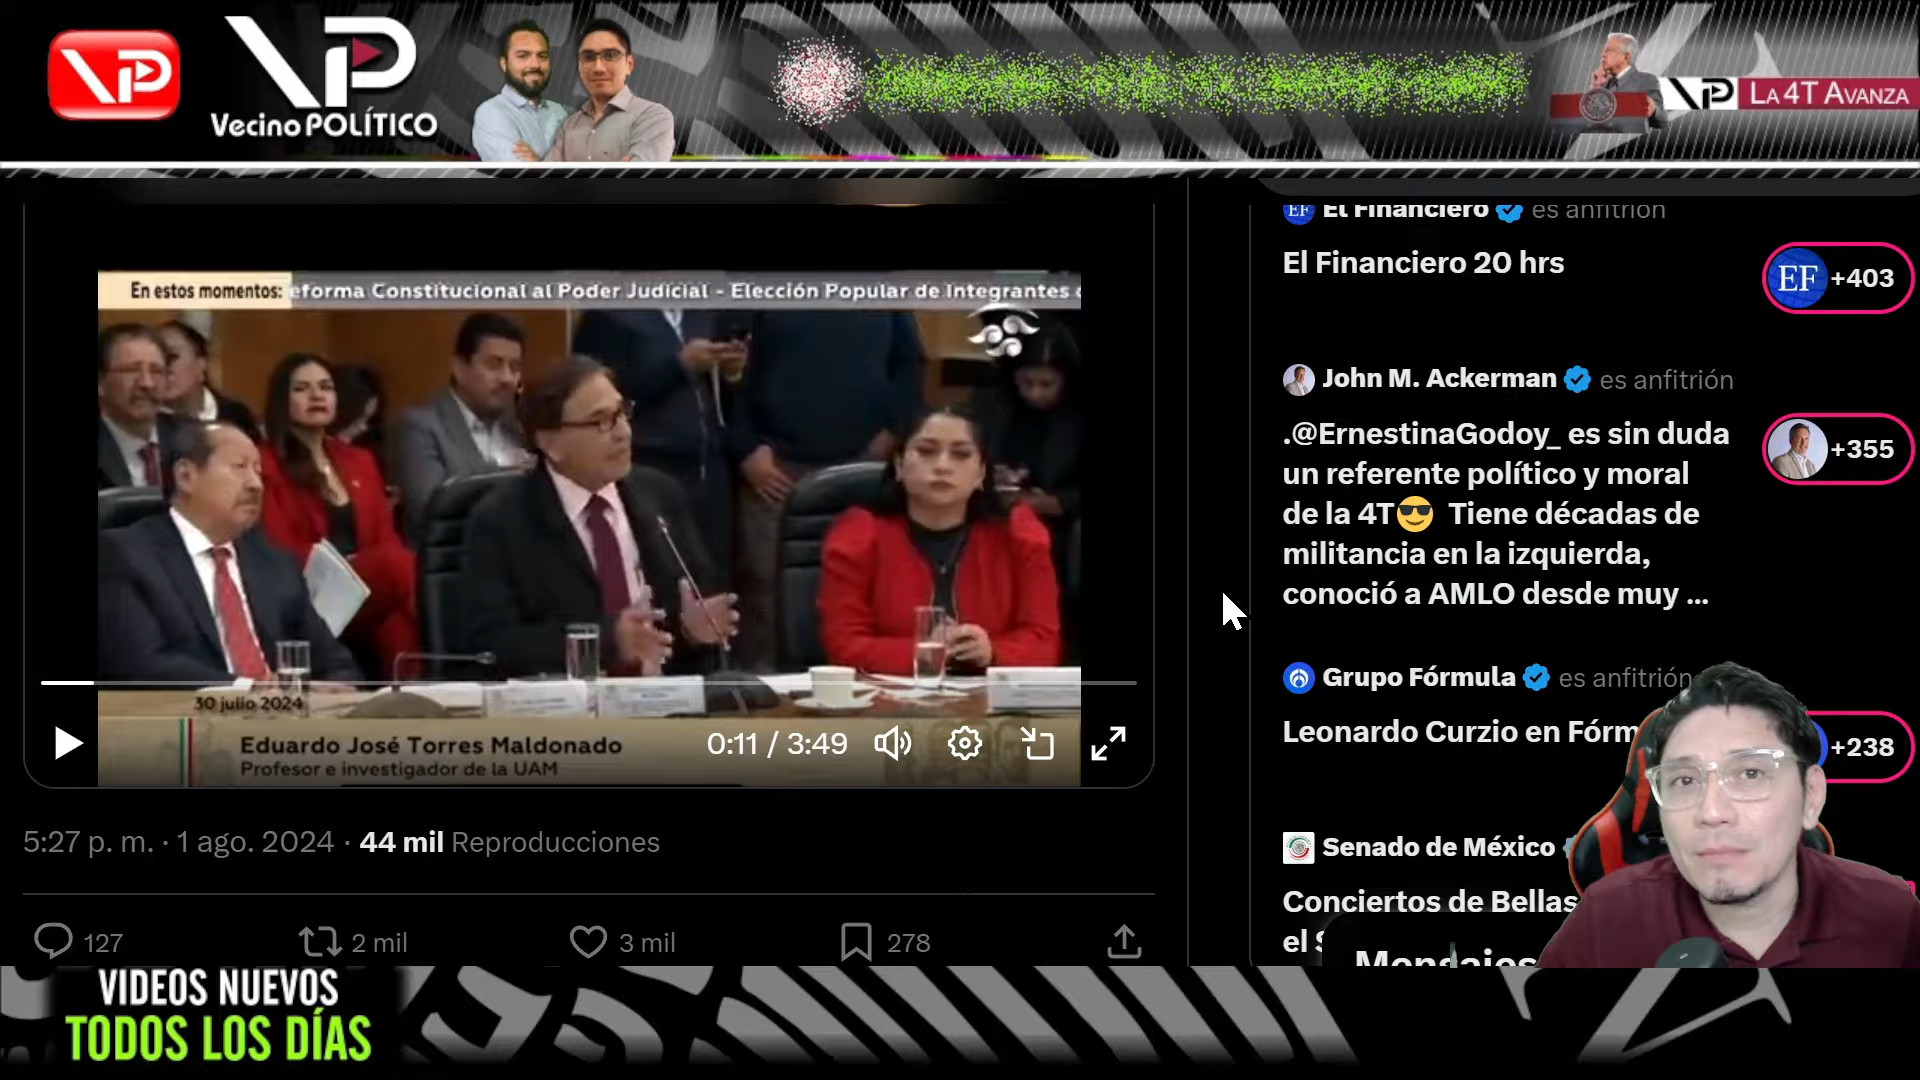 VP
VP
Vecino POLÍTICO
VP LA 4T AVANZA
En estos momentos: eforma Constitucional al Poder Judicial - Elección Popular de Integrantes
30 julio 2024
Eduardo José Torres Maldonado
Profesor e investigador de la UAM
0:11 / 3:49
5:27 p. m. · 1 ago. 2024 · 44 mil Reproducciones
127
2 mil
3 mil
278
EF El Financiero es anfitrión
El Financiero 20 hrs
EF +403
John M. Ackerman es anfitrión
.@ErnestinaGodoy_ es sin duda
un referente político y moral
de la 4T😎 Tiene décadas de
militancia en la izquierda,
conoció a AMLO desde muy ...
+355
Grupo Fórmula es anfitrión
Leonardo Curzio en Fórm
+238
Senado de México
Conciertos de Bellas
el S
Mensajes
VIDEOS NUEVOS
TODOS LOS DÍAS